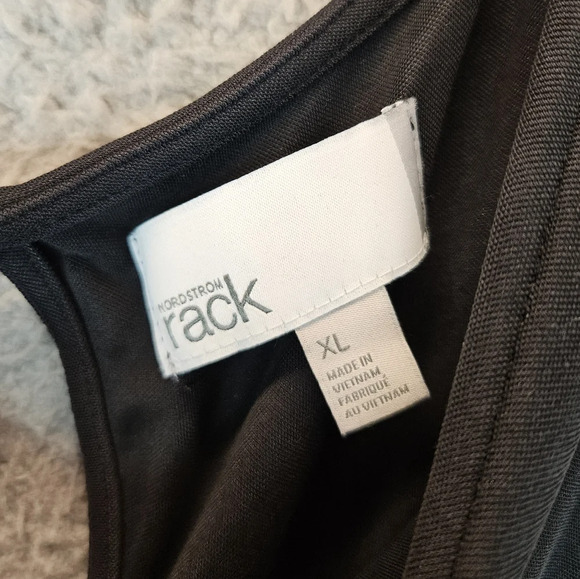 NORDSTROM
rack
XL
MADE IN
VIETNAM
FABRIQUÉ
AU VIETNAM